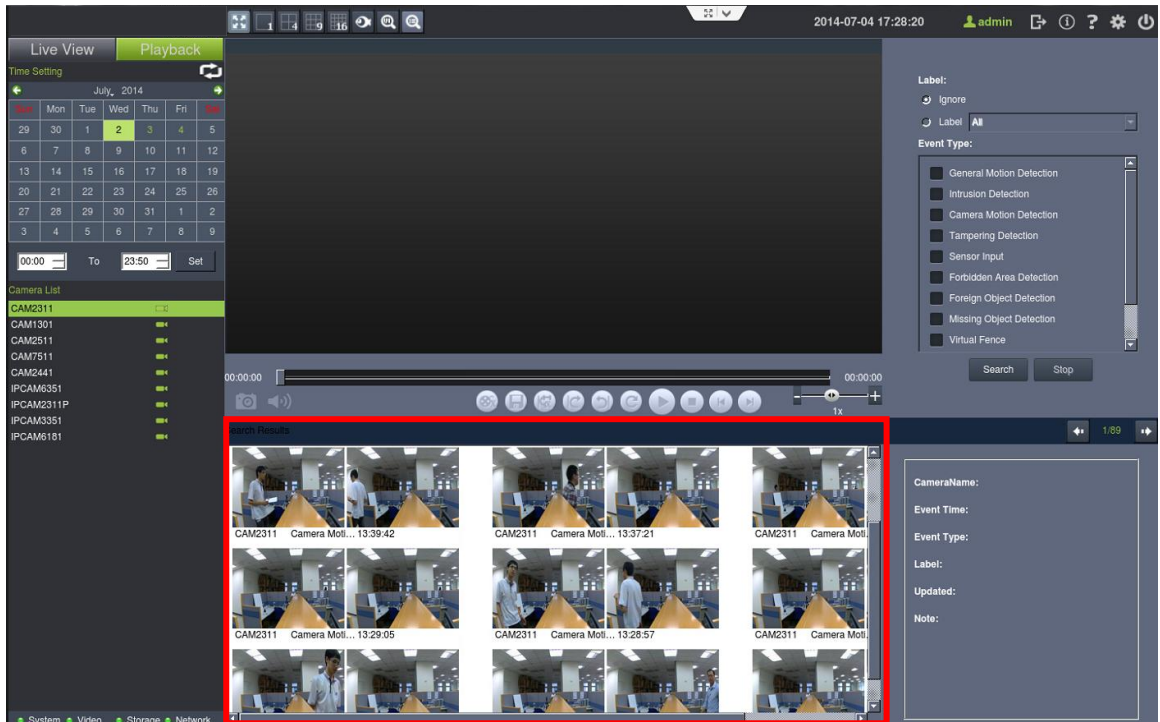 1 4 9 16
2014-07-04 17:28:20 admin
Live View Playback
Time Setting
July, 2014
Mon Tue Wed Thu Fri
29 30 1 2 3 4 5
6 7 8 9 10 11 12
13 14 15 16 17 18 19
20 21 22 23 24 25 26
27 28 29 30 31 1 2
3 4 5 6 7 8 9
00:00 To 23:50 Set
Camera List
CAM2311
CAM1301
CAM2511
CAM7511
CAM2441
IPCAM6351
IPCAM2311P
IPCAM3351
IPCAM6181
System Video Storage Network
00:00:00 00:00:00
1x
Search Results
CAM2311 Camera Moti... 13:39:42 CAM2311 Camera Moti... 13:37:21 CAM2311 Camera Moti.
CAM2311 Camera Moti... 13:29:05 CAM2311 Camera Moti... 13:28:57 CAM2311 Camera Moti.
Label:
Ignore
Label All
Event Type:
General Motion Detection
Intrusion Detection
Camera Motion Detection
Tampering Detection
Sensor Input
Forbidden Area Detection
Foreign Object Detection
Missing Object Detection
Virtual Fence
Search Stop
1/89
CameraName:
Event Time:
Event Type:
Label:
Updated:
Note: